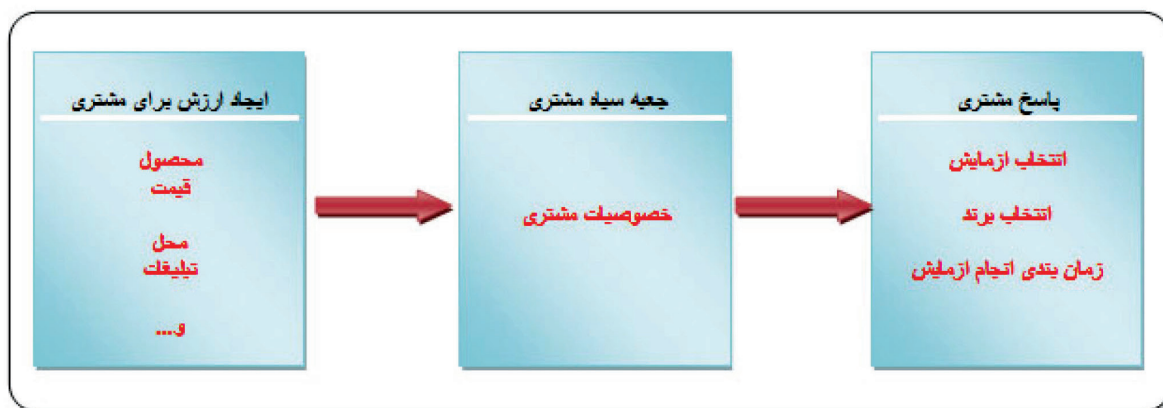 ایجاد ارزش برای مشتری
محصول
قیمت
محل
تبلیغات
و...
جعبه سیاه مشتری
خصوصیات مشتری
پاسخ مشتری
انتخاب ازمایش
انتخاب برند
زمان بندی انجام ازمایش